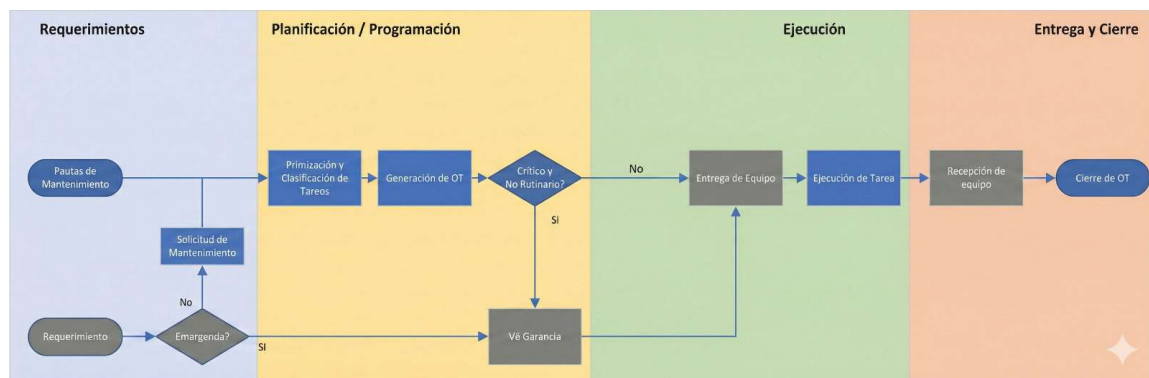 Requerimientos
Planificación / Programación
Ejecución
Entrega y Cierre
Pautas de
Mantenimiento
Primización y
Clasificación de
Tareos
Generación de OT
Crítico y
No Rutinario?
No
Entrega de Equipo
Ejecución de Tarea
Recepción de
equipo
Cierre de OT
Si
Solicitud de
Mantenimiento
No
Requerimiento
Emargenda?
SI
Vē Garancia